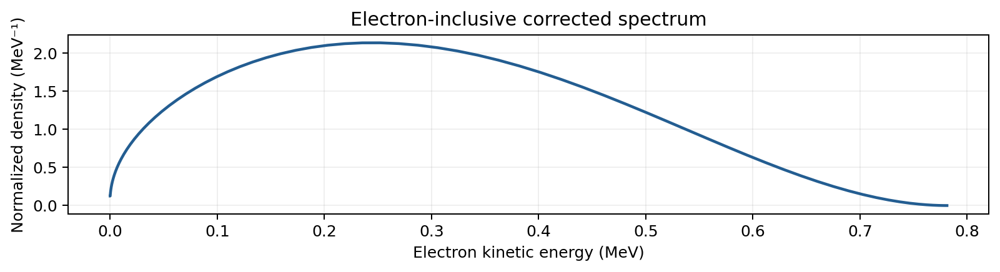 Electron-inclusive corrected spectrum
Normalized density (MeV⁻¹)
2.0
1.5
1.0
0.5
0.0
0.0 0.1 0.2 0.3 0.4 0.5 0.6 0.7 0.8
Electron kinetic energy (MeV)